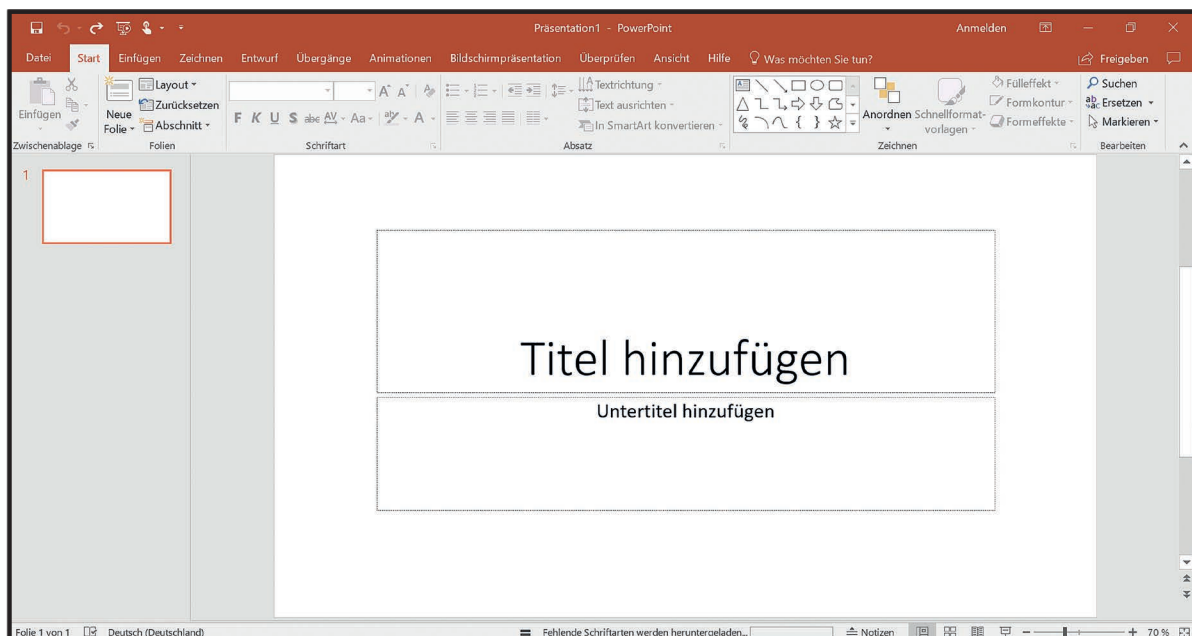 Präsentation1 - PowerPoint
Anmelden
Datei Start Einfügen Zeichnen Entwurf Übergänge Animationen Bildschirmpräsentation Überprüfen Ansicht Hilfe Was möchten Sie tun? Freigeben
Einfügen
Neue Folie
Layout
Zurücksetzen
Abschnitt
F K U S abc AV Aa A
Textrichtung
Text ausrichten
In SmartArt konvertieren
Anordnen
Schnellformat-
vorlagen
Fülleffekt
Formkontur
Formeffekte
Suchen
Ersetzen
Markieren
Zwischenablage Folien Schriftart Absatz Zeichnen Bearbeiten
1
Titel hinzufügen
Untertitel hinzufügen
Folie 1 von 1 Deutsch (Deutschland) Fehlende Schriftarten werden heruntergeladen... Notizen 70 %